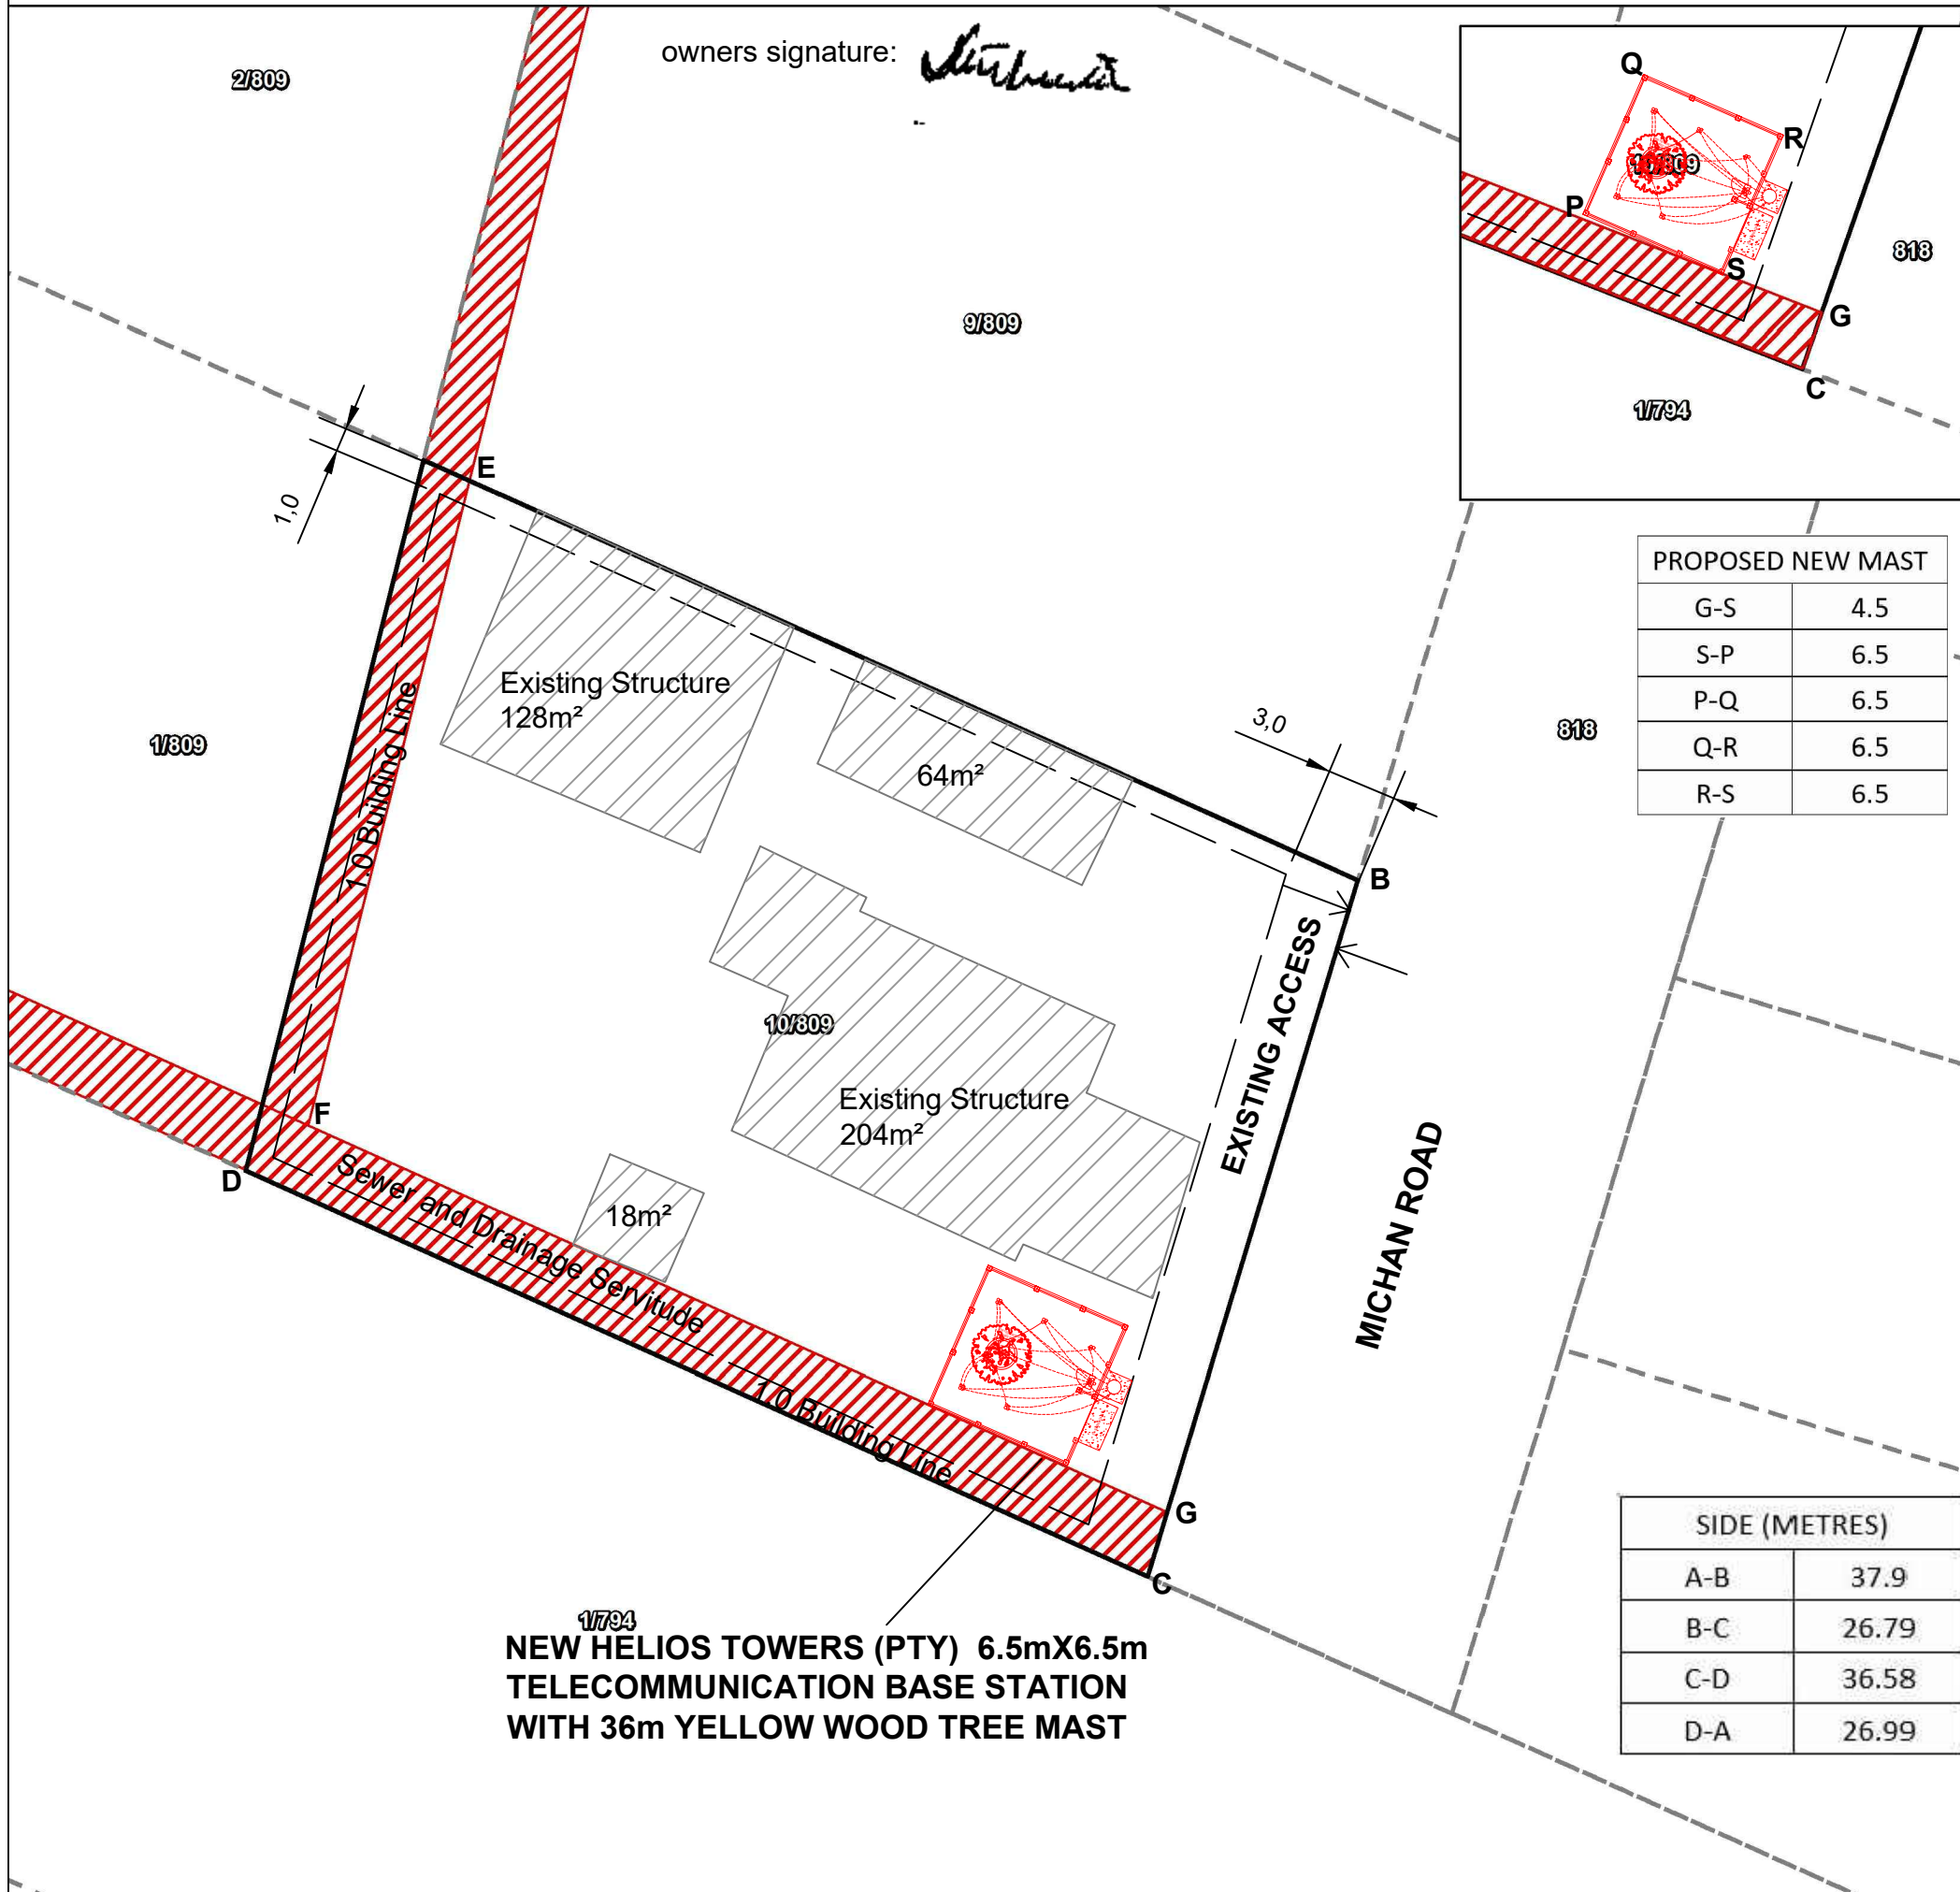 owners signature:
2/809
9/809
Q
R
10/809
P
S
818
G
C
1/794
E
1,0
PROPOSED NEW MAST
G-S 4.5
S-P 6.5
P-Q 6.5
Q-R 6.5
R-S 6.5
Existing Structure
128m²
1.0 Building Line
1/809
64m²
3,0
818
B
EXISTING ACCESS
10/809
Existing Structure
204m²
MICHAN ROAD
F
D
Sewer and Drainage Servitude
18m²
1.0 Building Line
G
C
1/794
NEW HELIOS TOWERS (PTY) 6.5mX6.5m
TELECOMMUNICATION BASE STATION
WITH 36m YELLOW WOOD TREE MAST
SIDE (METRES)
A-B 37.9
B-C 26.79
C-D 36.58
D-A 26.99